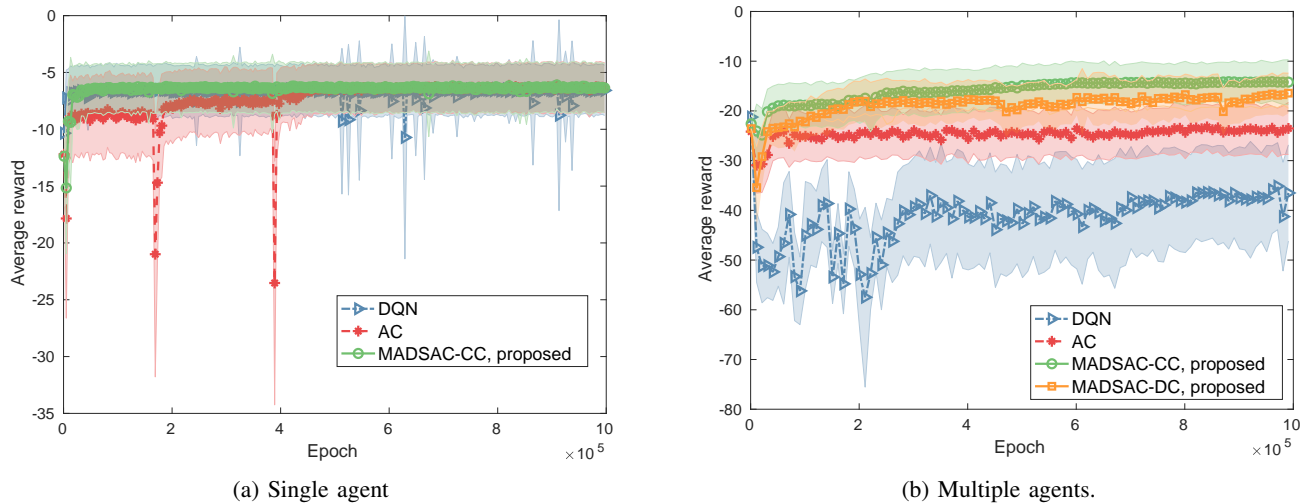 0
-5
-10
-15
-20
-25
-30
-35
Average reward
0 2 4 6 8 10
Epoch
× 10 5
DQN
AC
MADSAC-CC, proposed
(a) Single agent
0
-10
-20
-30
-40
-50
-60
-70
-80
Average reward
0 2 4 6 8 10
Epoch
× 10 5
DQN
AC
MADSAC-CC, proposed
MADSAC-DC, proposed
(b) Multiple agents.